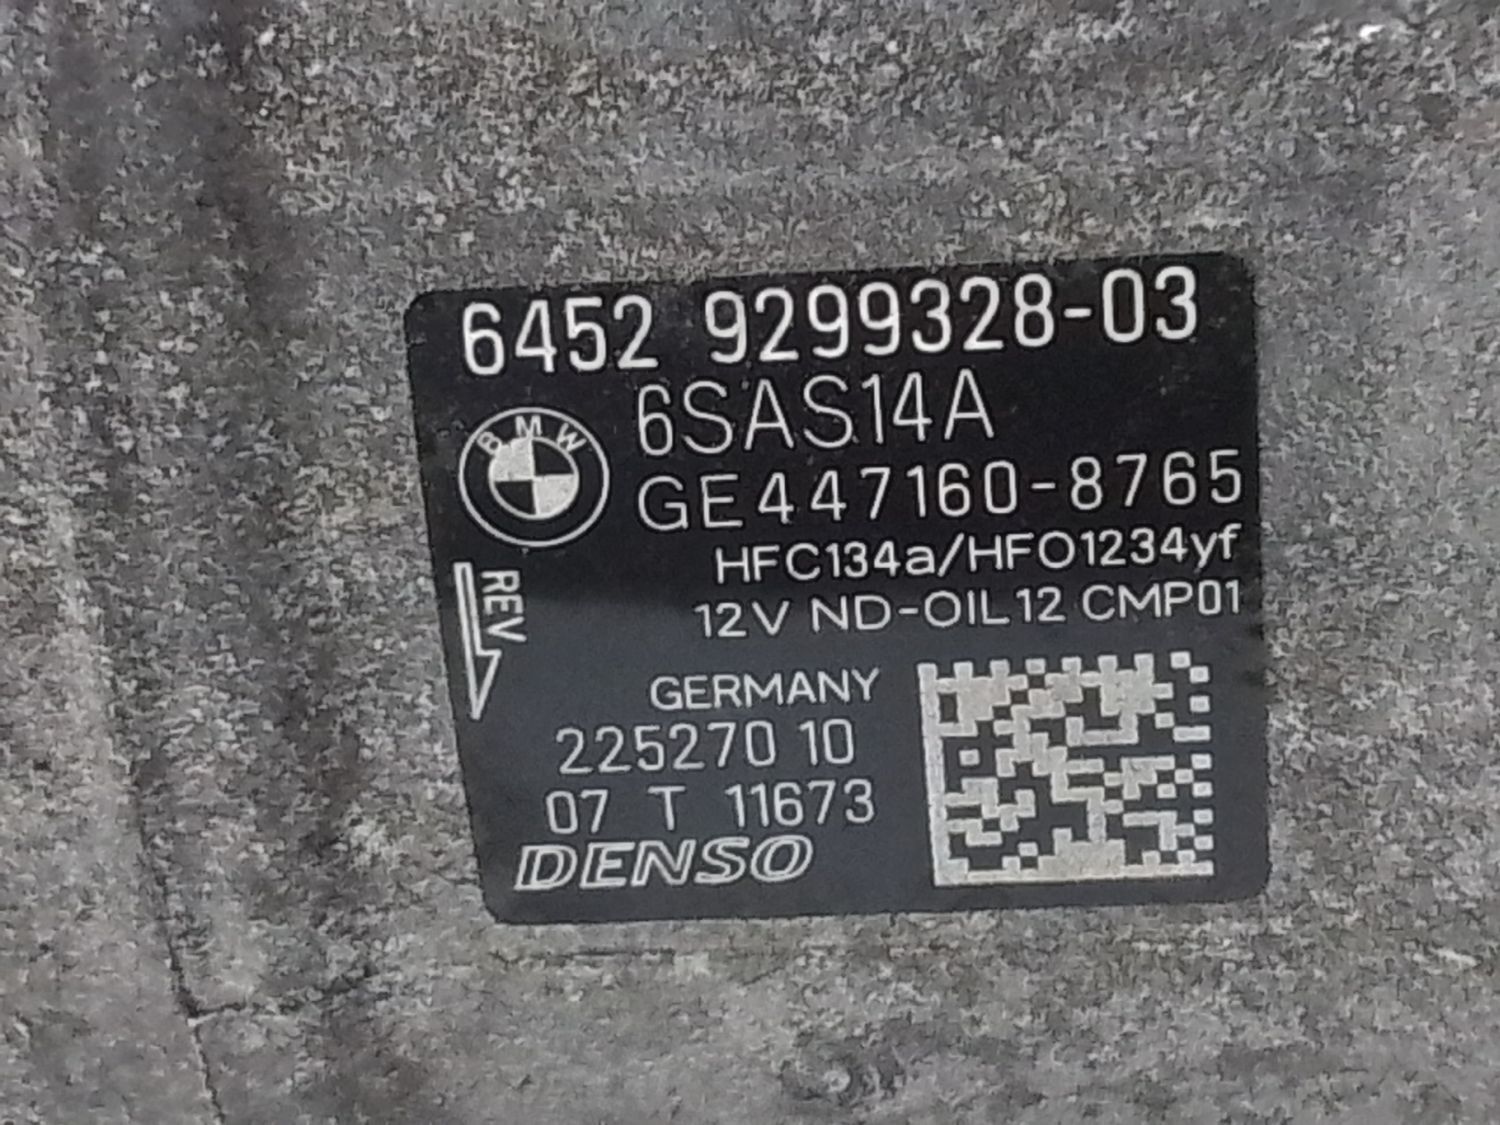 6452 9299328-03
6SAS14A
BMW
GE447160-8765
HFC134a/HFO1234yf
REV
12V ND-OIL12 CMP01
GERMANY
225270 10
07 T 11673
DENSO